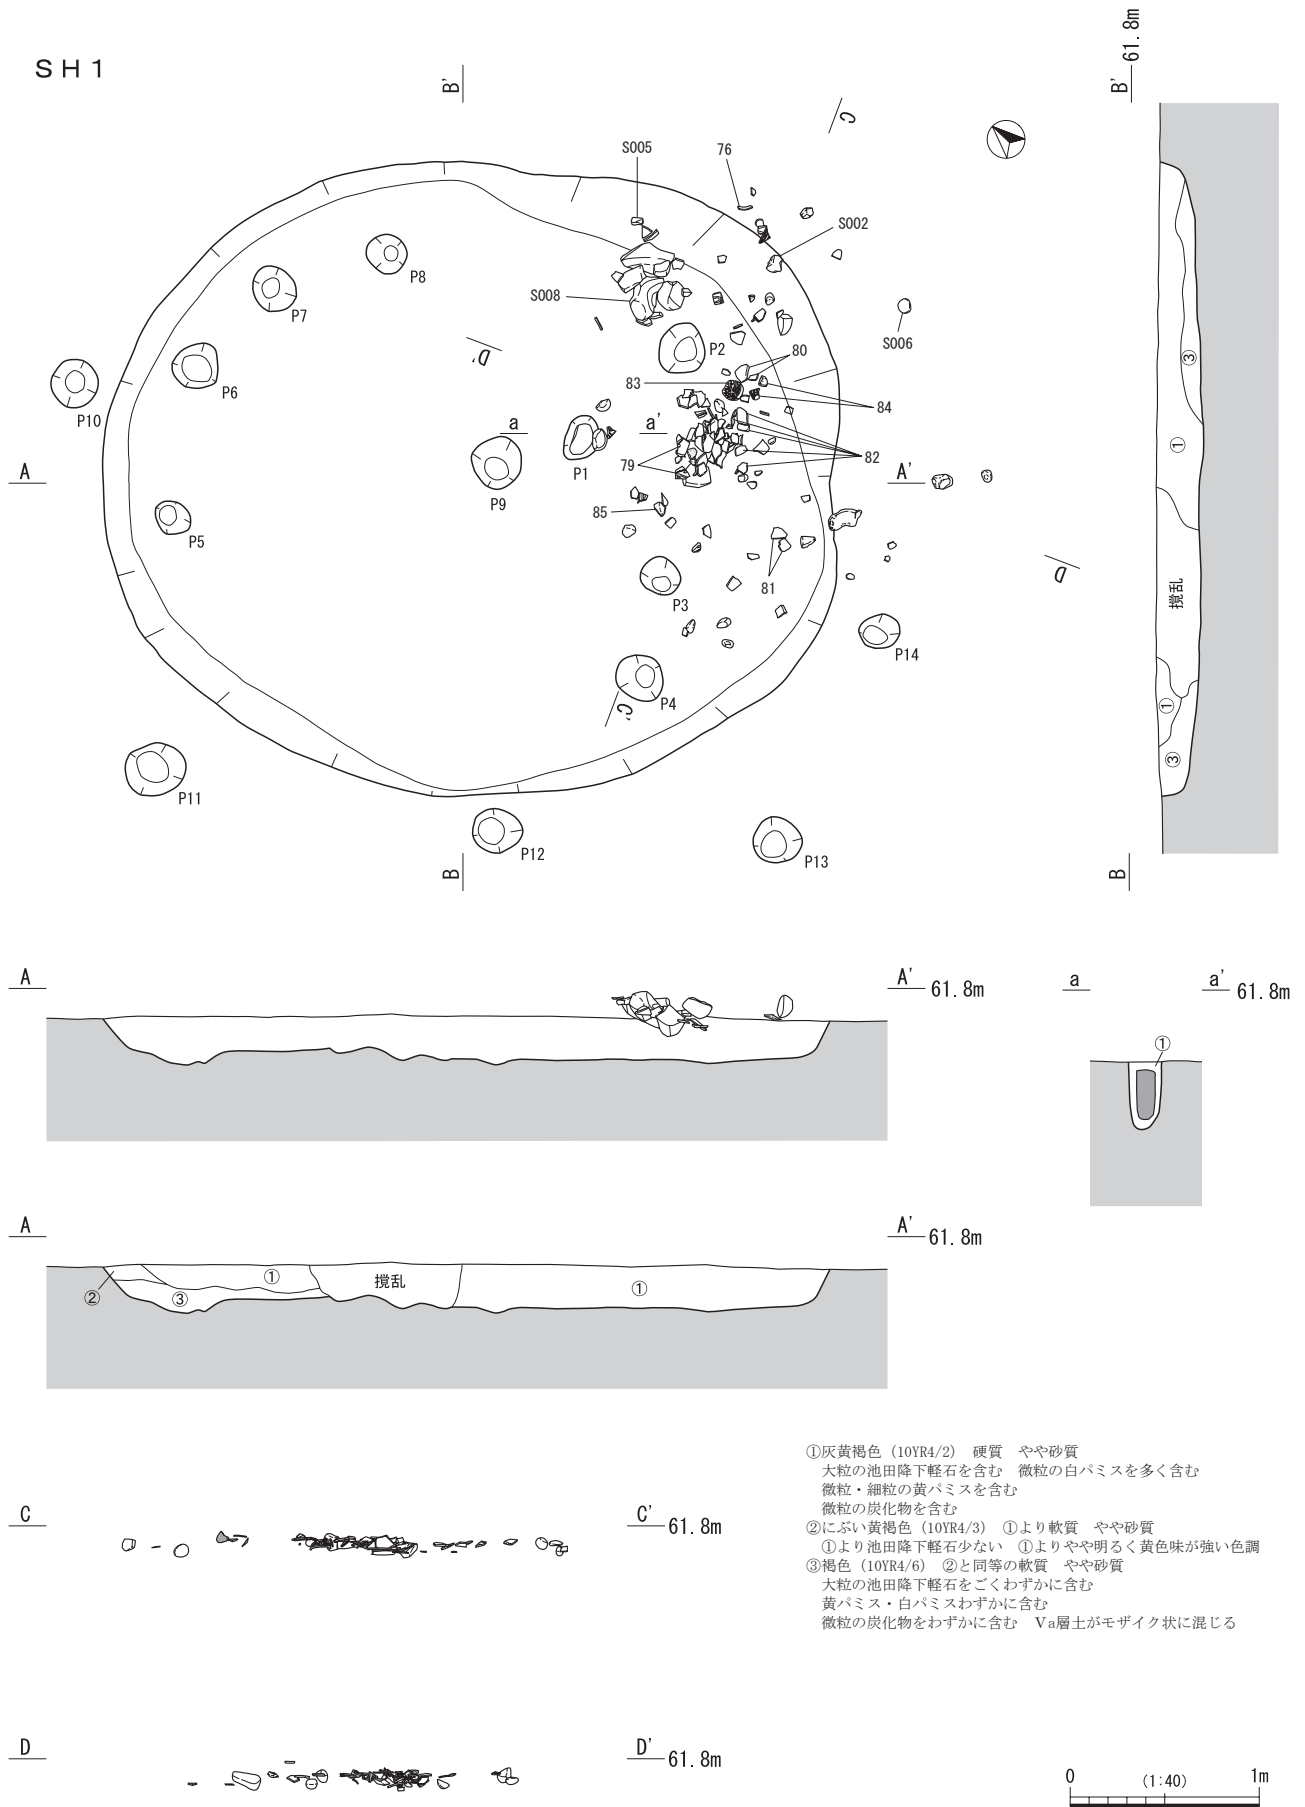 SH1
B'
C
B' 61.8m
S005
76
S002
S008
S006
P8
P7
P6
P10
D'
P2
80
83
84
a
a'
A
A'
P1
79
82
P9
P5
85
81
P3
D
撹乱
P14
P4
C'
P11
P12
P13
B
B
③
①
①
③
A
A' 61.8m
a
a' 61.8m
①
A
A' 61.8m
①
撹乱
①
②
③
①灰黄褐色（10YR4/2） 硬質 やや砂質
大粒の池田降下軽石を含む 微粒の白パミスを多く含む
微粒・細粒の黄パミスを含む
微粒の炭化物を含む
②にぶい黄褐色（10YR4/3） ①より軟質 やや砂質
①より池田降下軽石少ない ①よりやや明るく黄色味が強い色調
③褐色（10YR4/6） ②と同等の軟質 やや砂質
大粒の池田降下軽石をごくわずかに含む
黄パミス・白パミスわずかに含む
微粒の炭化物をわずかに含む Ⅴa層土がモザイク状に混じる
C
C' 61.8m
D
D' 61.8m
0 (1:40) 1m